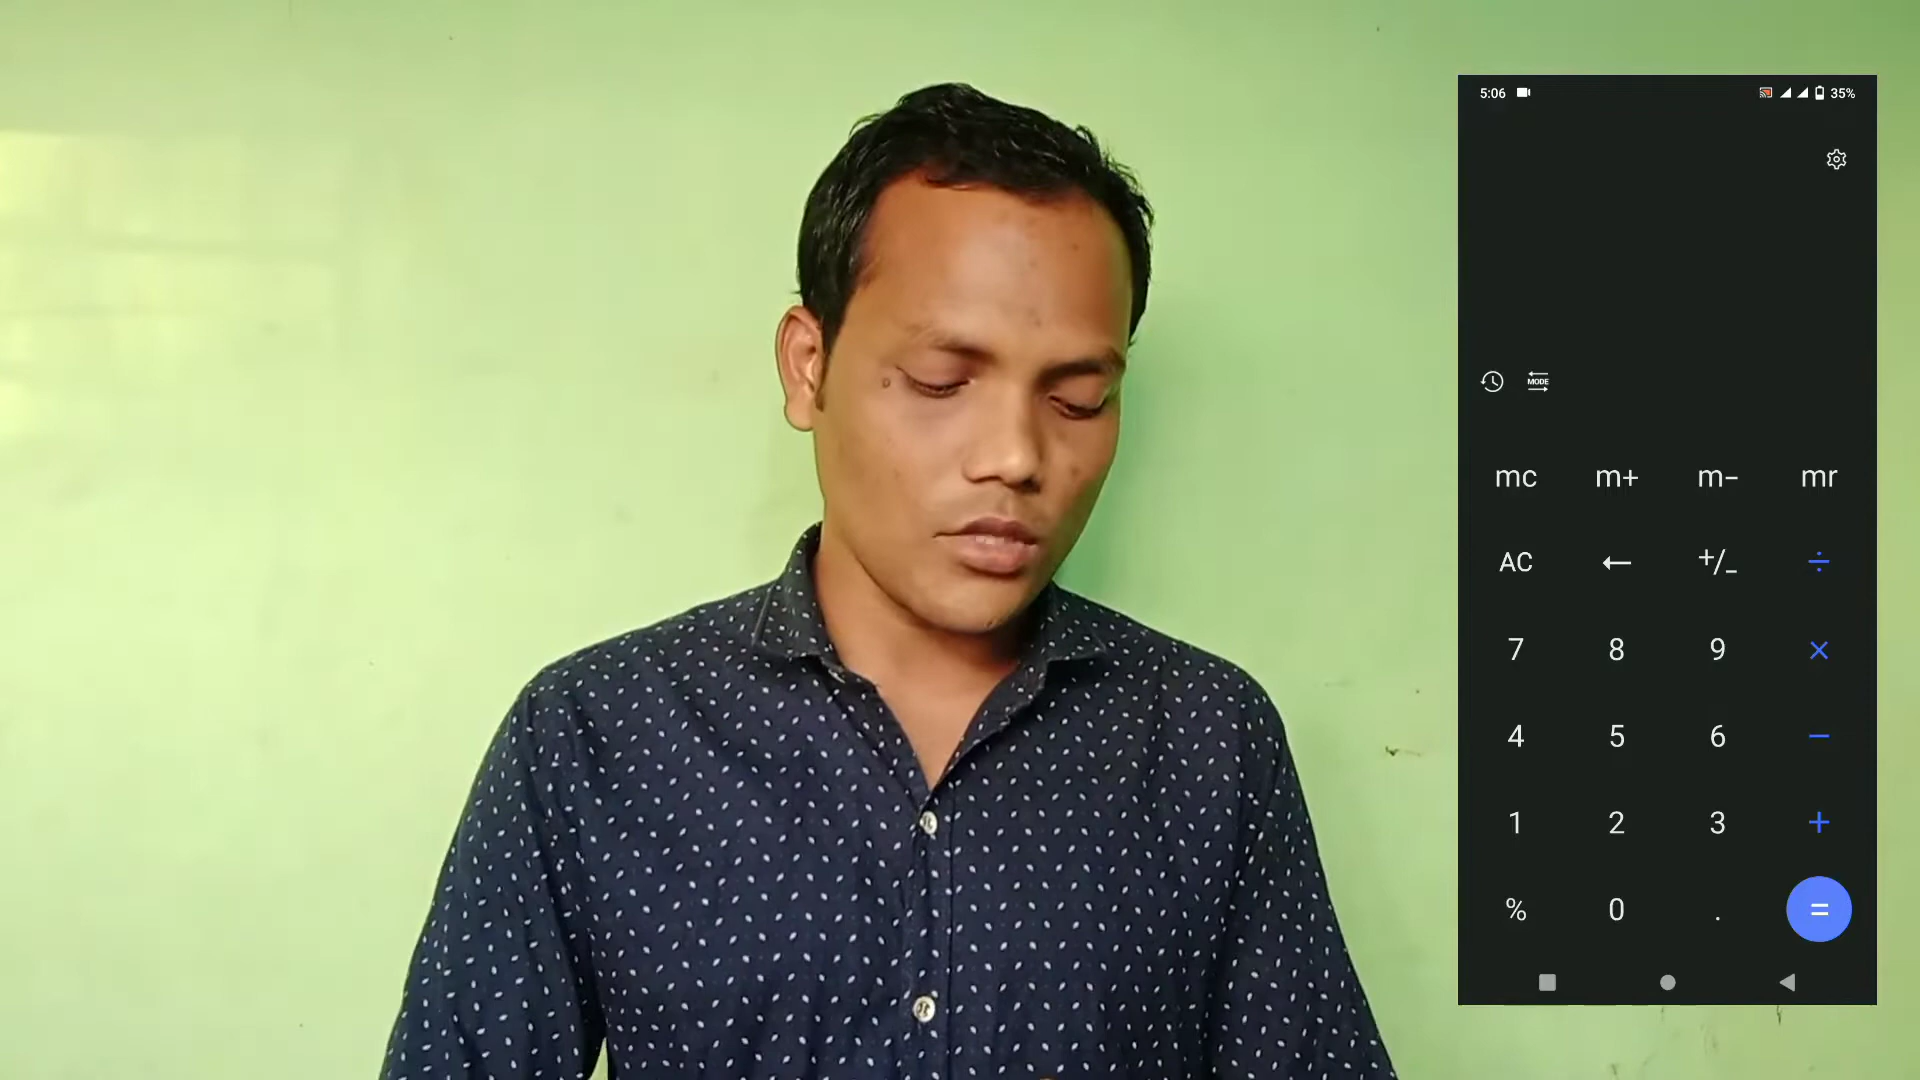 5:06 35%
MODE
mc m+ m− mr
AC ← +/− ÷
7 8 9 ×
4 5 6 −
1 2 3 +
% 0 . =